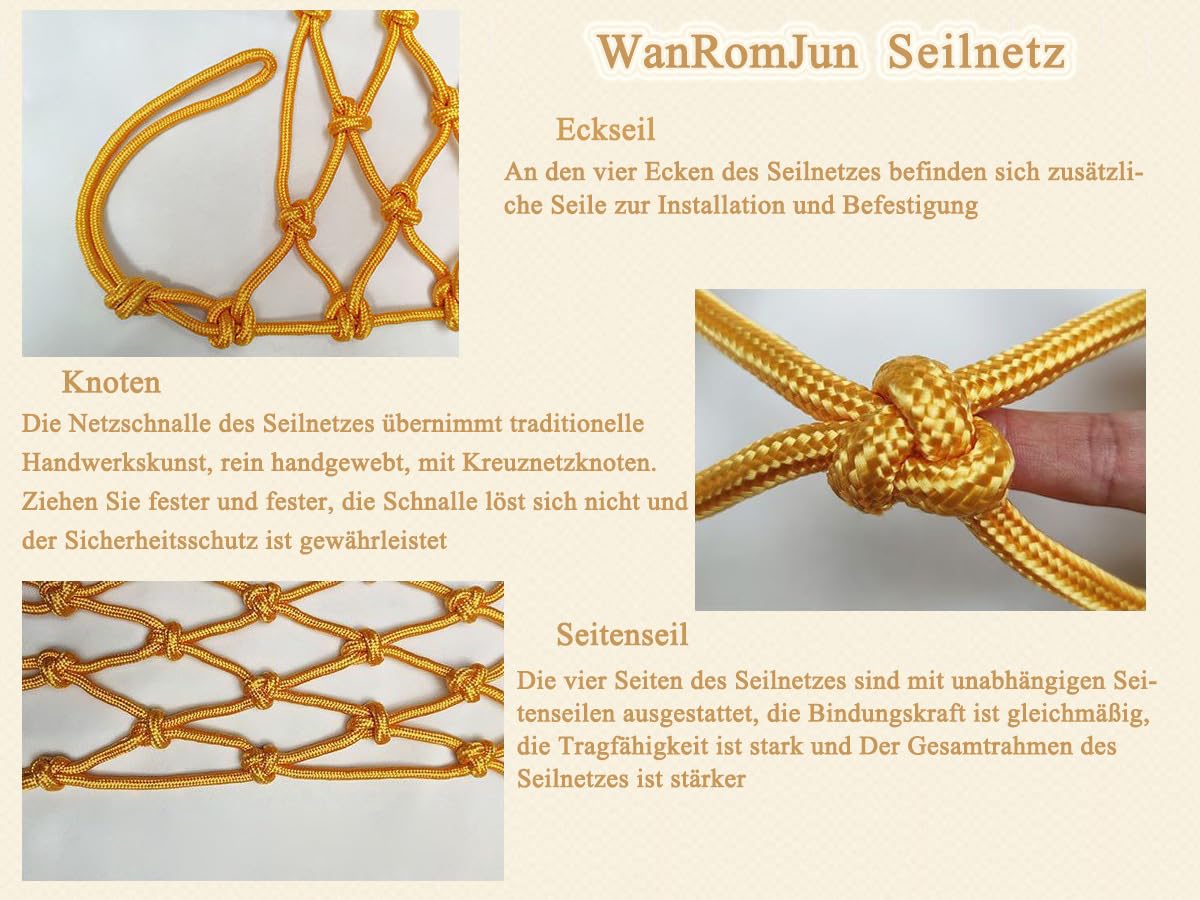 WanRomJun Seilnetz
Eckseil
An den vier Ecken des Seilnetzes befinden sich zusätzli-
che Seile zur Installation und Befestigung
Knoten
Die Netzschnalle des Seilnetzes übernimmt traditionelle
Handwerkskunst, rein handgewebt, mit Kreuznetzknoten.
Ziehen Sie fester und fester, die Schnalle löst sich nicht und
der Sicherheitsschutz ist gewährleistet
Seitenseil
Die vier Seiten des Seilnetzes sind mit unabhängigen Sei-
tenseilen ausgestattet, die Bindungskraft ist gleichmäßig,
die Tragfähigkeit ist stark und Der Gesamtrahmen des
Seilnetzes ist stärker